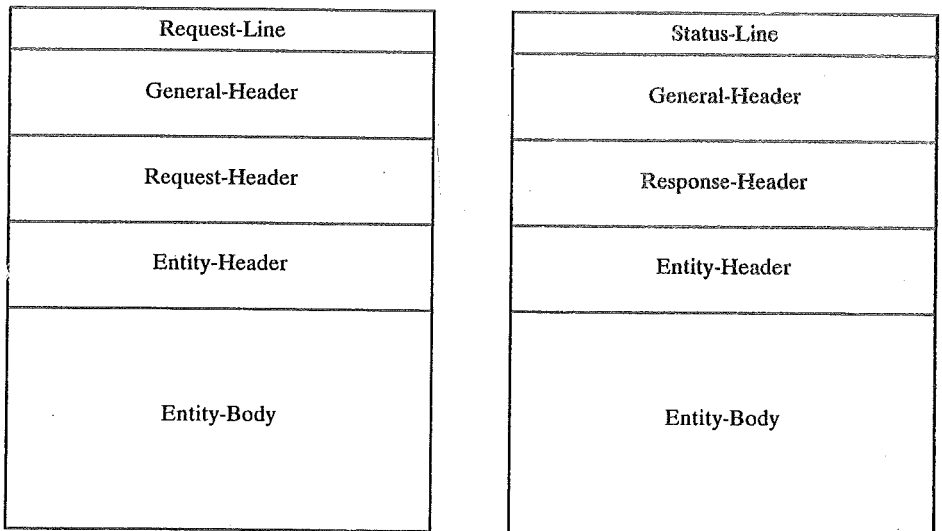 Request-Line
General-Header
Request-Header
Entity-Header
Entity-Body
Status-Line
General-Header
Response-Header
Entity-Header
Entity-Body